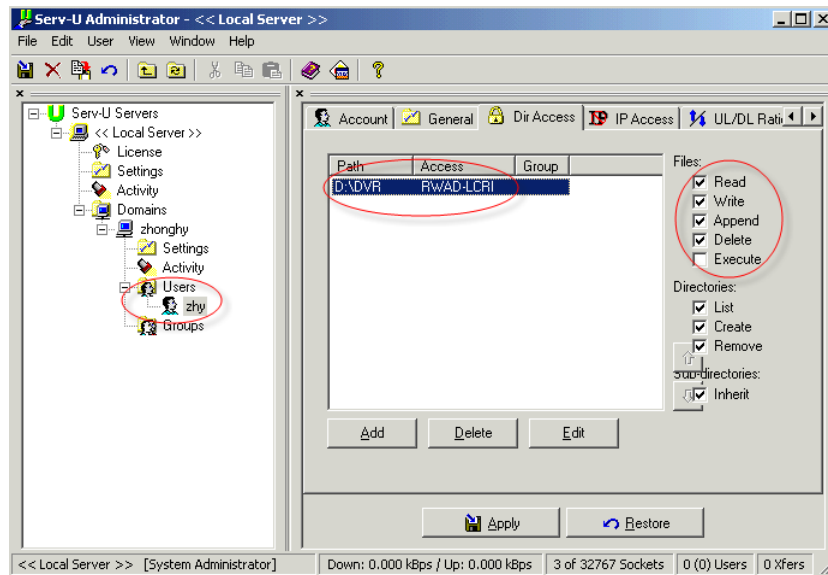 Serv-U Administrator - << Local Server >>
File Edit User View Window Help
Serv-U Servers
<< Local Server >>
License
Settings
Activity
Domains
zhonghy
Settings
Activity
Users
zhy
Groups
Account General Dir Access IP Access UL/DL Rati
Path Access Group
D:\DVR RWAD-LCRI
Files:
Read
Write
Append
Delete
Execute
Directories:
List
Create
Remove
Sub-directories:
Inherit
Add Delete Edit
Apply Restore
<< Local Server >> [System Administrator] Down: 0.000 kBps / Up: 0.000 kBps 3 of 32767 Sockets 0 (0) Users 0 Xfers